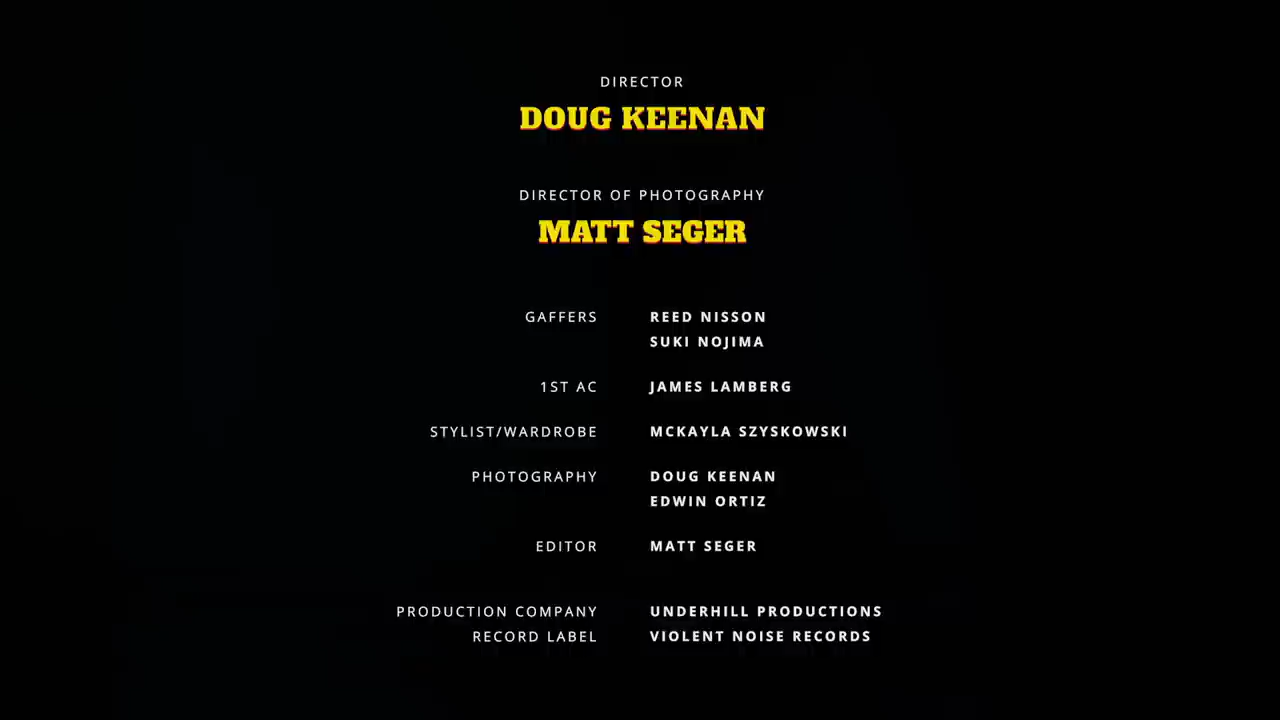 DIRECTOR
DOUG KEENAN
DIRECTOR OF PHOTOGRAPHY
MATT SEGER
GAFFERS REED NISSON
SUKI NOJIMA
1ST AC JAMES LAMBERG
STYLIST/WARDROBE MCKAYLA SZYSKOWSKI
PHOTOGRAPHY DOUG KEENAN
EDWIN ORTIZ
EDITOR MATT SEGER
PRODUCTION COMPANY UNDERHILL PRODUCTIONS
RECORD LABEL VIOLENT NOISE RECORDS